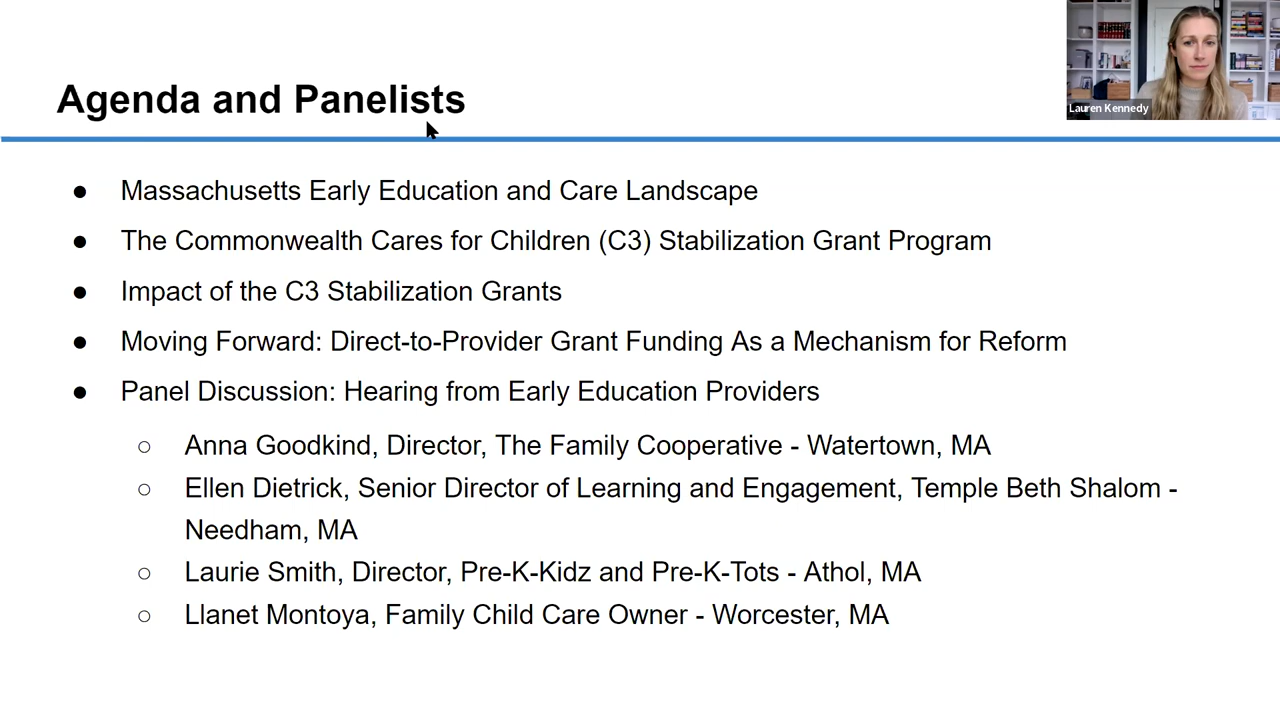 Agenda and Panelists
Lauren Kennedy
● Massachusetts Early Education and Care Landscape
● The Commonwealth Cares for Children (C3) Stabilization Grant Program
● Impact of the C3 Stabilization Grants
● Moving Forward: Direct-to-Provider Grant Funding As a Mechanism for Reform
● Panel Discussion: Hearing from Early Education Providers
○ Anna Goodkind, Director, The Family Cooperative - Watertown, MA
○ Ellen Dietrick, Senior Director of Learning and Engagement, Temple Beth Shalom -
Needham, MA
○ Laurie Smith, Director, Pre-K-Kidz and Pre-K-Tots - Athol, MA
○ Llanet Montoya, Family Child Care Owner - Worcester, MA